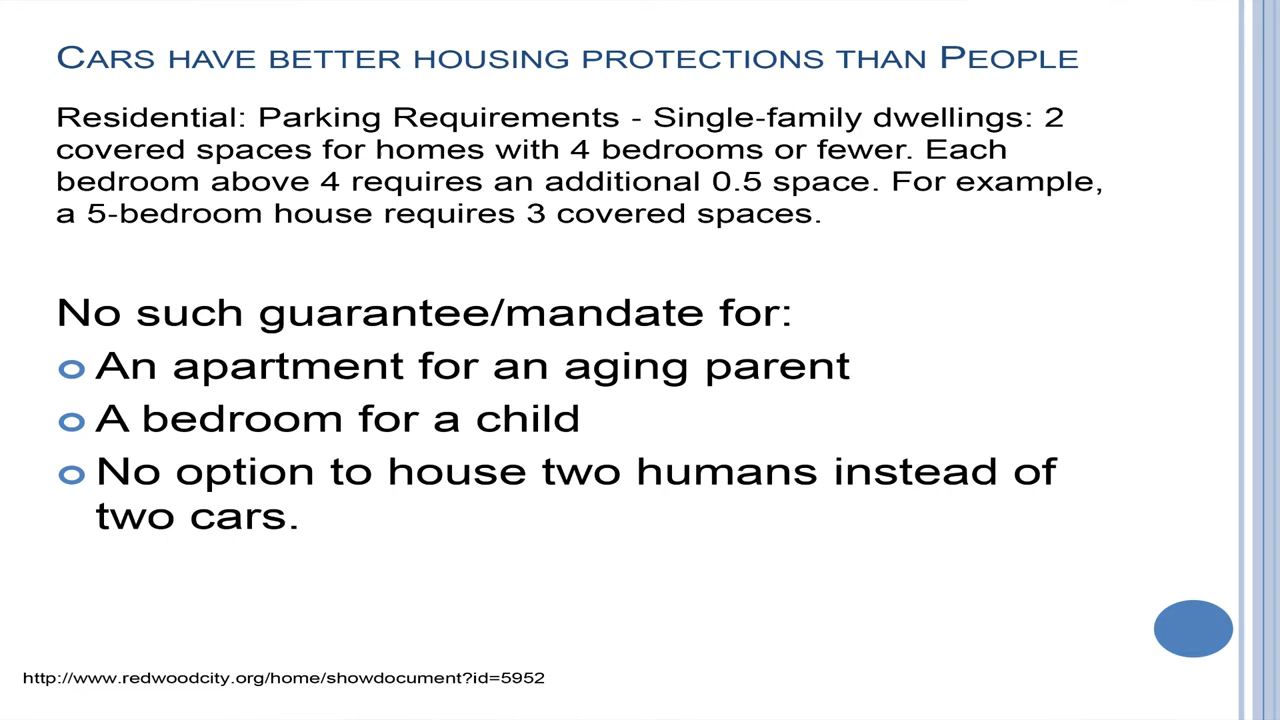 CARS HAVE BETTER HOUSING PROTECTIONS THAN PEOPLE
Residential: Parking Requirements - Single-family dwellings: 2
covered spaces for homes with 4 bedrooms or fewer. Each
bedroom above 4 requires an additional 0.5 space. For example,
a 5-bedroom house requires 3 covered spaces.
No such guarantee/mandate for:
An apartment for an aging parent
A bedroom for a child
No option to house two humans instead of
two cars.
http://www.redwoodcity.org/home/showdocument?id=5952